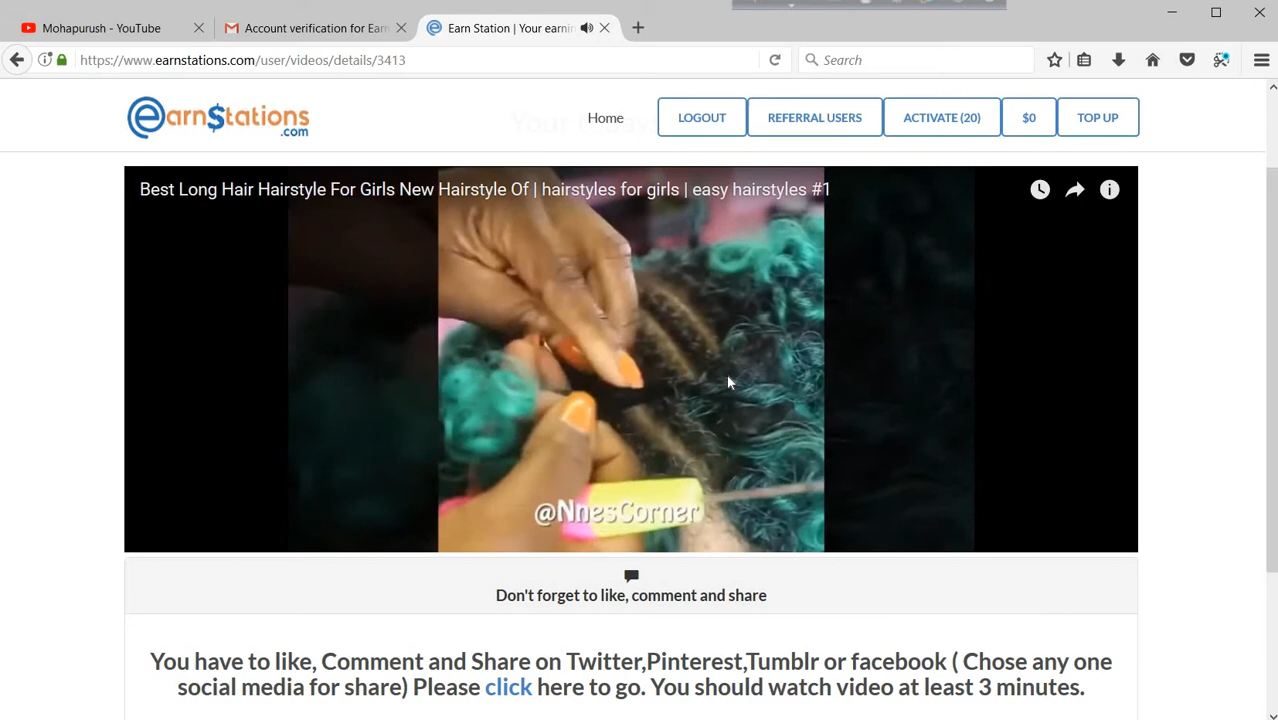 Mohapurush - YouTube
Account verification for Earn
Earn Station | Your earnin
https://www.earnstations.com/user/videos/details/3413
Search
earn$tations
.com
Home
LOGOUT
REFERRAL USERS
ACTIVATE (20)
$0
TOP UP
Best Long Hair Hairstyle For Girls New Hairstyle Of | hairstyles for girls | easy hairstyles #1
@NnesCorner
Don't forget to like, comment and share
You have to like, Comment and Share on Twitter,Pinterest,Tumblr or facebook ( Chose any one
social media for share) Please click here to go. You should watch video at least 3 minutes.